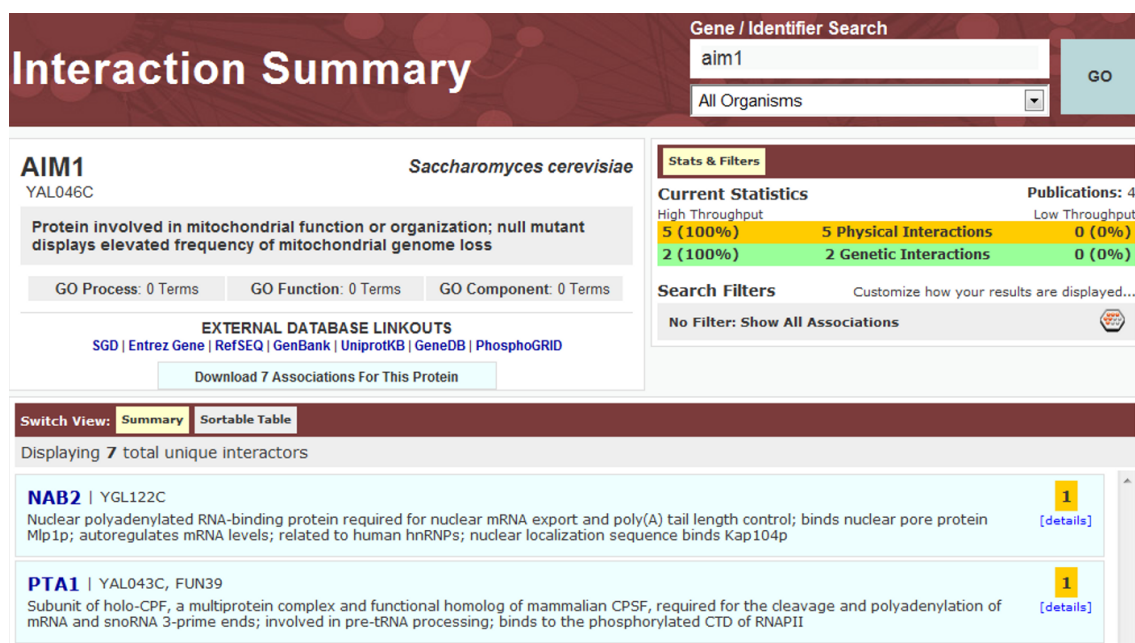 Interaction Summary
Gene / Identifier Search
aim1
All Organisms
GO
AIM1
Saccharomyces cerevisiae
YAL046C
Protein involved in mitochondrial function or organization; null mutant
displays elevated frequency of mitochondrial genome loss
GO Process: 0 Terms GO Function: 0 Terms GO Component: 0 Terms
EXTERNAL DATABASE LINKOUTS
SGD | Entrez Gene | RefSEQ | GenBank | UniprotKB | GeneDB | PhosphoGRID
Download 7 Associations For This Protein
Stats & Filters
Current Statistics Publications: 4
High Throughput Low Throughput
5 (100%) 5 Physical Interactions 0 (0%)
2 (100%) 2 Genetic Interactions 0 (0%)
Search Filters Customize how your results are displayed...
No Filter: Show All Associations
Switch View: Summary Sortable Table
Displaying 7 total unique interactors
NAB2 | YGL122C
Nuclear polyadenylated RNA-binding protein required for nuclear mRNA export and poly(A) tail length control; binds nuclear pore protein
Mlp1p; autoregulates mRNA levels; related to human hnRNPs; nuclear localization sequence binds Kap104p
1
[details]
PTA1 | YAL043C, FUN39
Subunit of holo-CPF, a multiprotein complex and functional homolog of mammalian CPSF, required for the cleavage and polyadenylation of
mRNA and snoRNA 3-prime ends; involved in pre-tRNA processing; binds to the phosphorylated CTD of RNAPII
1
[details]